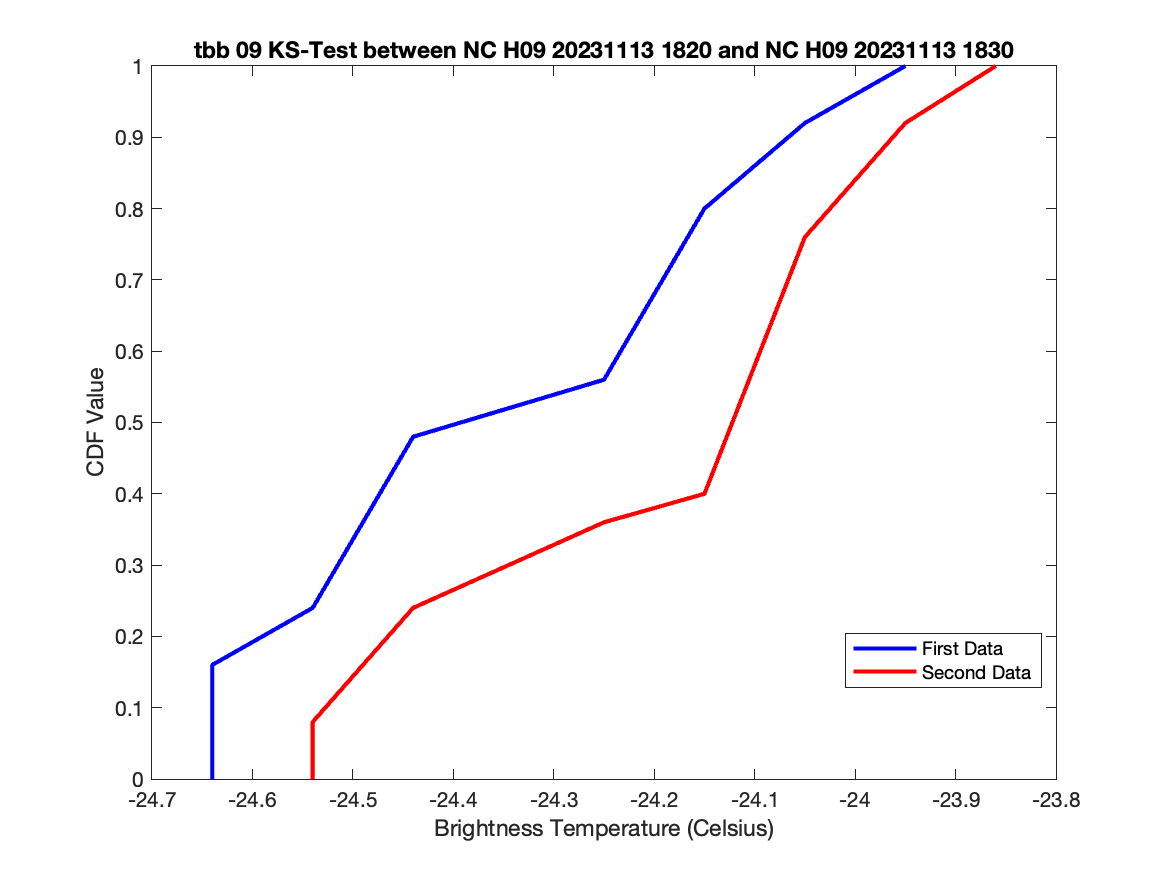 tbb 09 KS-Test between NC H09 20231113 1820 and NC H09 20231113 1830
1
0.9
0.8
0.7
0.6
0.5
0.4
0.3
0.2
0.1
0
CDF Value
First Data
Second Data
-24.7 -24.6 -24.5 -24.4 -24.3 -24.2 -24.1 -24 -23.9 -23.8
Brightness Temperature (Celsius)